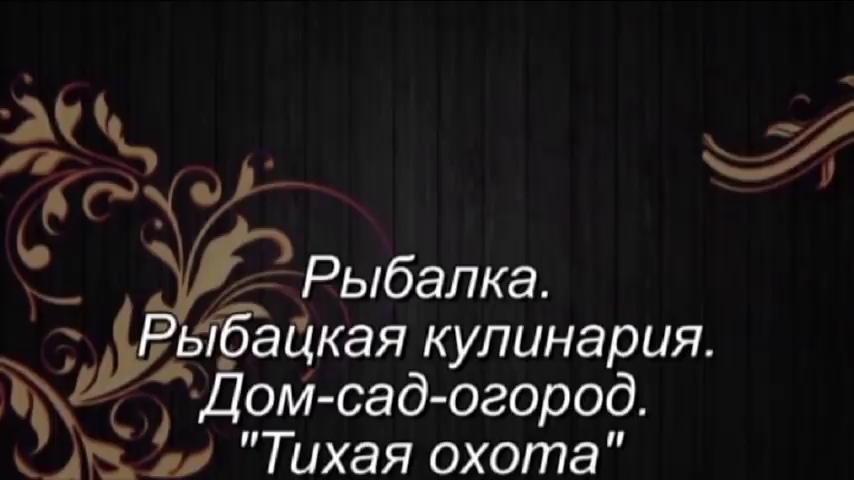 Рыбалка.
Рыбацкая кулинария.
Дом-сад-огород.
"Тихая охота"